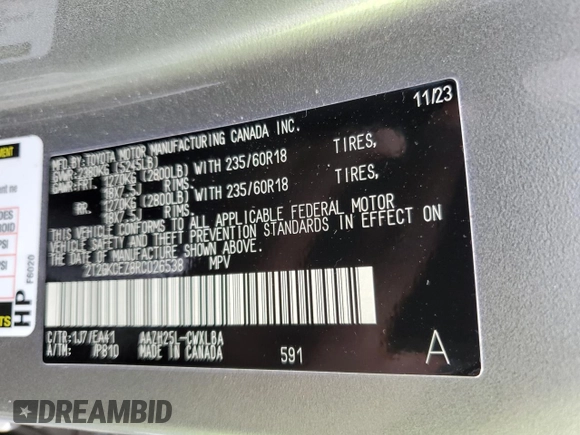 11/23
MFD.BY:TOYOTA MOTOR MANUFACTURING CANADA INC.
GVWR:2380KG (5245LB)
GAWR:FRT. 1270KG (2800LB) WITH 235/60R18 TIRES,
18X7.5J RIMS.
RR. 1270KG (2800LB) WITH 235/60R18 TIRES,
18X7.5J RIMS.
THIS VEHICLE CONFORMS TO ALL APPLICABLE FEDERAL MOTOR
VEHICLE SAFETY AND THEFT PREVENTION STANDARDS IN EFFECT ON
THE DATE OF MANUFACTURE SHOWN ABOVE.
MPV
C/TR:1J7/EA41 AAZH25L-CWXLBA
A/TM: /P810 MADE IN CANADA 591
A
HP
F6020
DREAMBID